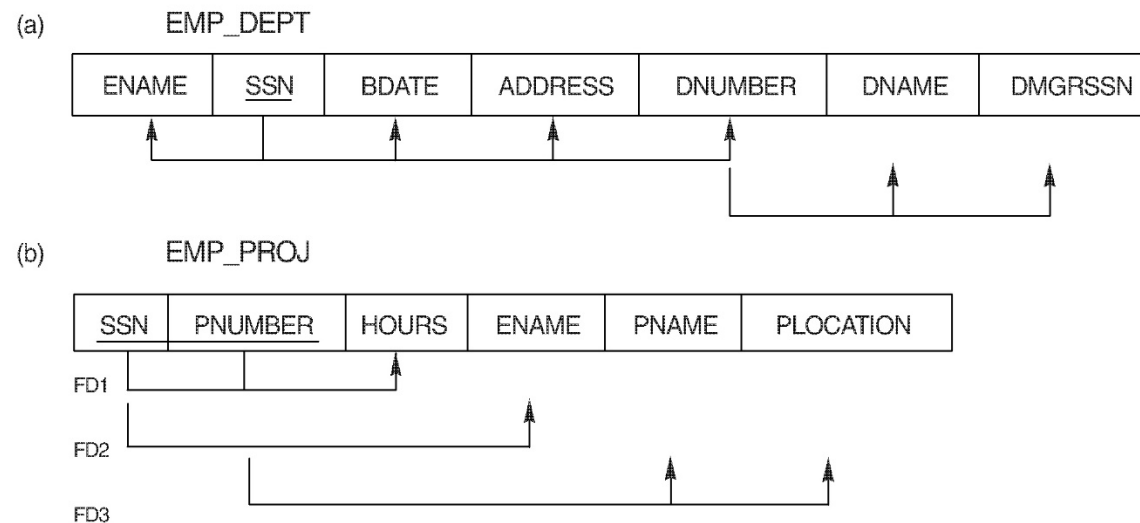 (a) EMP_DEPT
ENAME SSN BDATE ADDRESS DNUMBER DNAME DMGRSSN
(b) EMP_PROJ
SSN PNUMBER HOURS ENAME PNAME PLOCATION
FD1
FD2
FD3